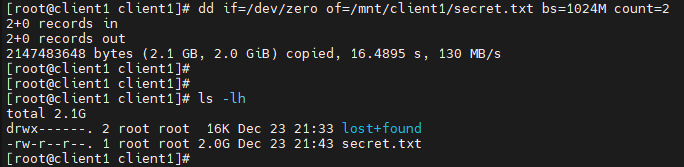 [root@client1 client1]# dd if=/dev/zero of=/mnt/client1/secret.txt bs=1024M count=2
2+0 records in
2+0 records out
2147483648 bytes (2.1 GB, 2.0 GiB) copied, 16.4895 s, 130 MB/s
[root@client1 client1]#
[root@client1 client1]#
[root@client1 client1]# ls -lh
total 2.1G
drwx------. 2 root root  16K Dec 23 21:33 lost+found
-rw-r--r--. 1 root root 2.0G Dec 23 21:43 secret.txt
[root@client1 client1]#